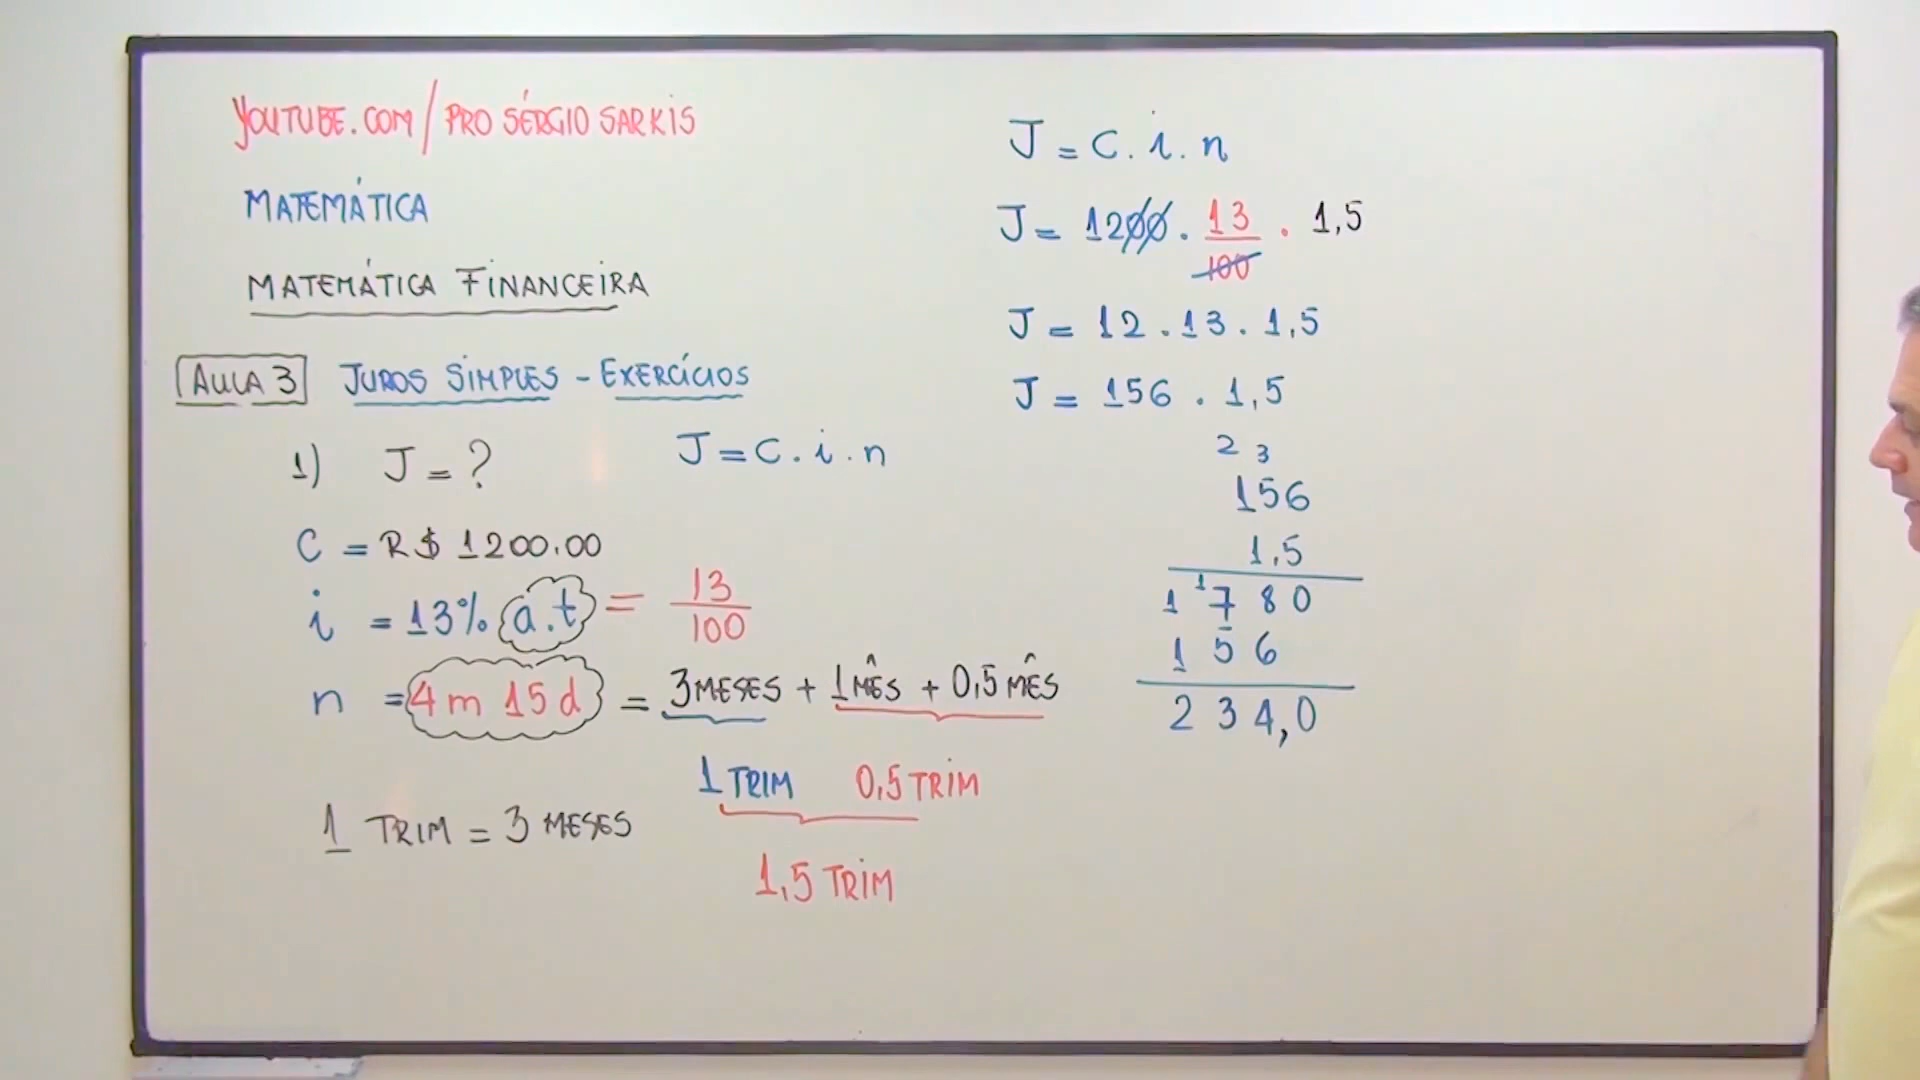 YOUTUBE.COM/PRO SÉRGIO SARKIS
MATEMÁTICA
MATEMÁTICA FINANCEIRA
AULA 3 JUROS SIMPLES - EXERCÍCIOS
1) J = ? J = C . i . n
C = R$ 1200.00
i = 13% a.t = 13/100
n = 4 m 15 d = 3 MESES + 1 MÊS + 0,5 MÊS
1 TRIM 0,5 TRIM
1 TRIM = 3 MESES
1,5 TRIM
J = C . i . n
J = 1200 . 13/100 . 1,5
J = 12 . 13 . 1,5
J = 156 . 1,5
2 3
156
1,5
1
1 7 8 0
1 5 6
2 3 4,0